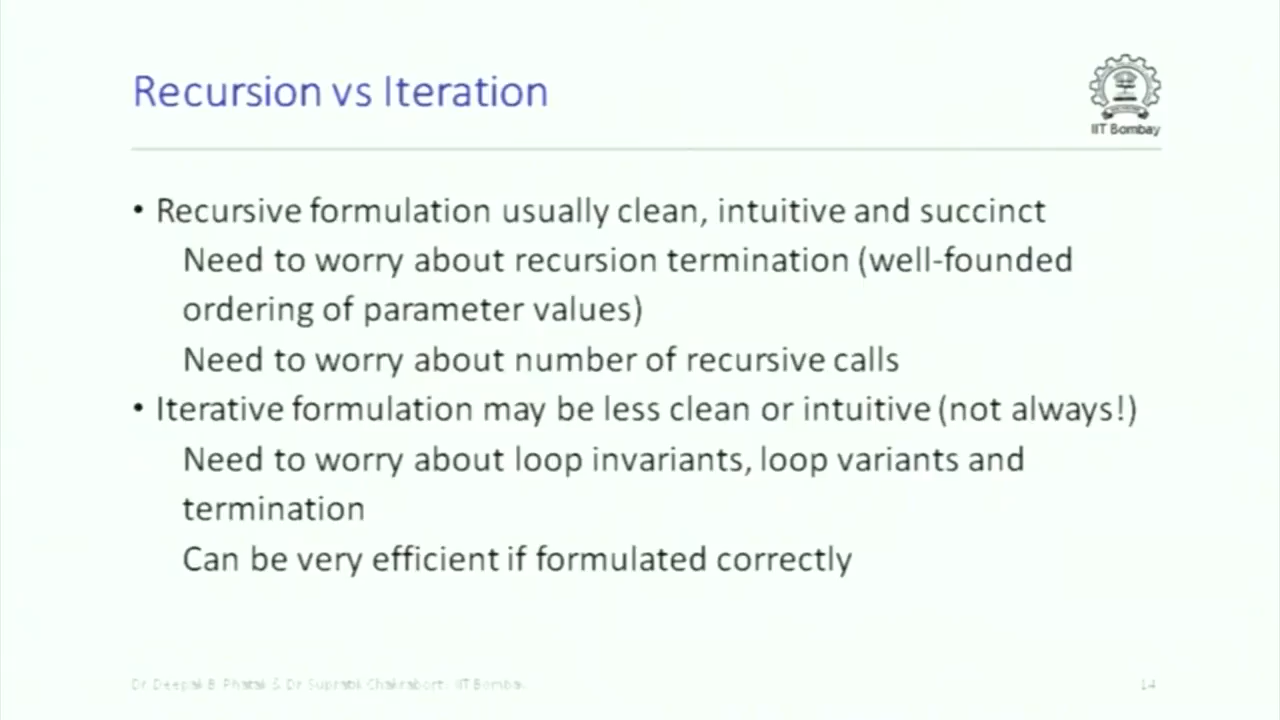 Recursion vs Iteration
IIT Bombay
• Recursive formulation usually clean, intuitive and succinct
Need to worry about recursion termination (well-founded
ordering of parameter values)
Need to worry about number of recursive calls
• Iterative formulation may be less clean or intuitive (not always!)
Need to worry about loop invariants, loop variants and
termination
Can be very efficient if formulated correctly
Dr. Deepak B. Phatak & Dr. Supratik Chakraborty, IIT Bombay
14